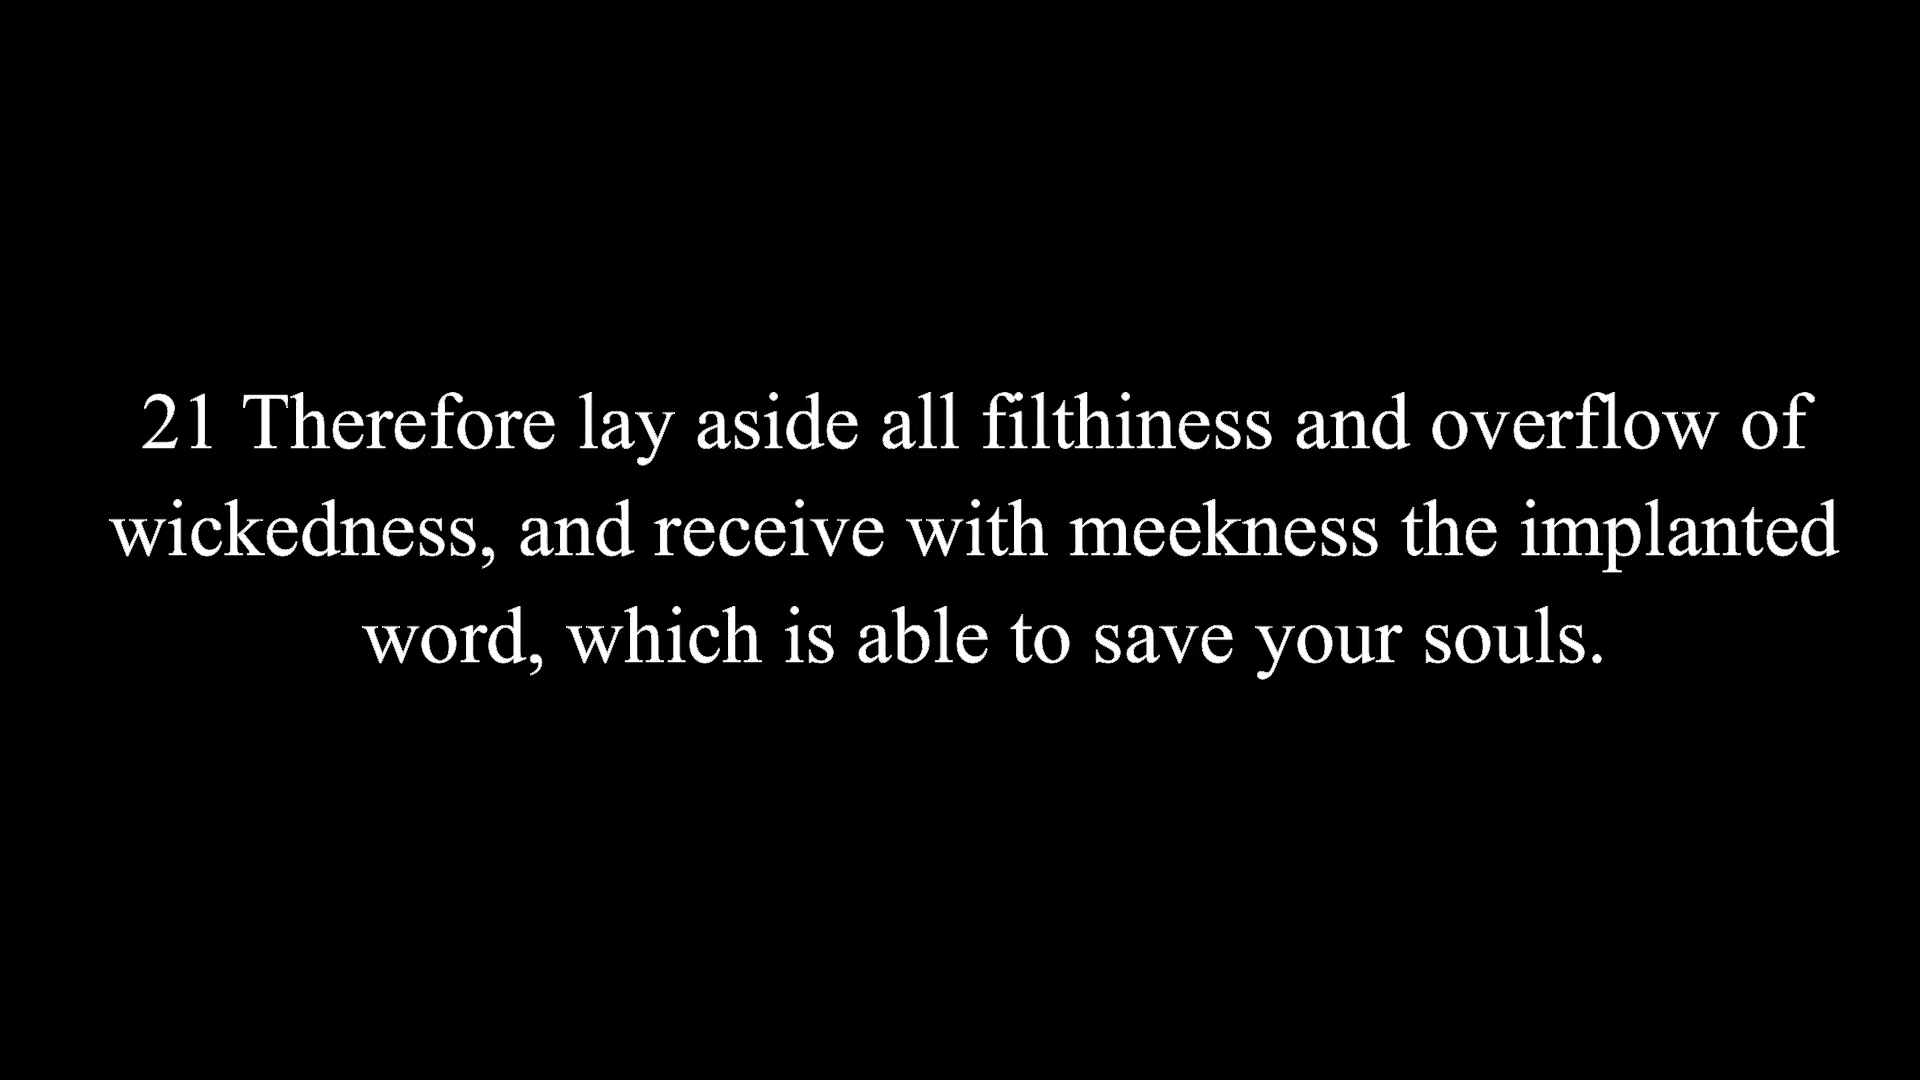 21 Therefore lay aside all filthiness and overflow of
wickedness, and receive with meekness the implanted
word, which is able to save your souls.